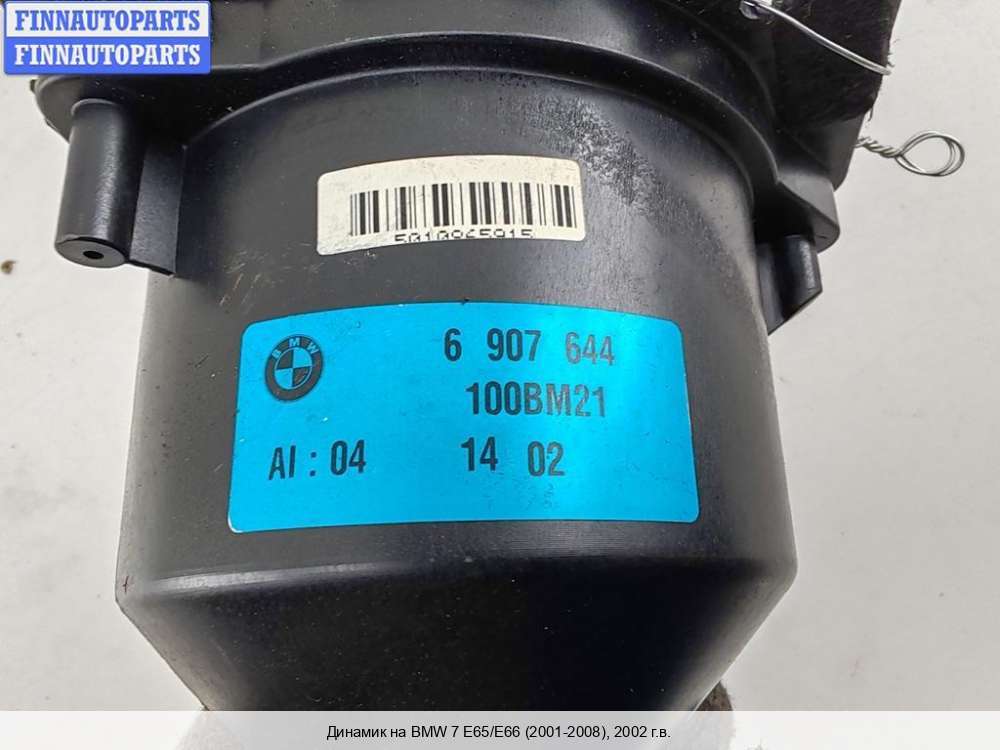 FINNAUTOPARTS
FINNAUTOPARTS
BMW
6 907 644
100BM21
AI : 04 14 02
Динамик на BMW 7 E65/E66 (2001-2008), 2002 г.в.